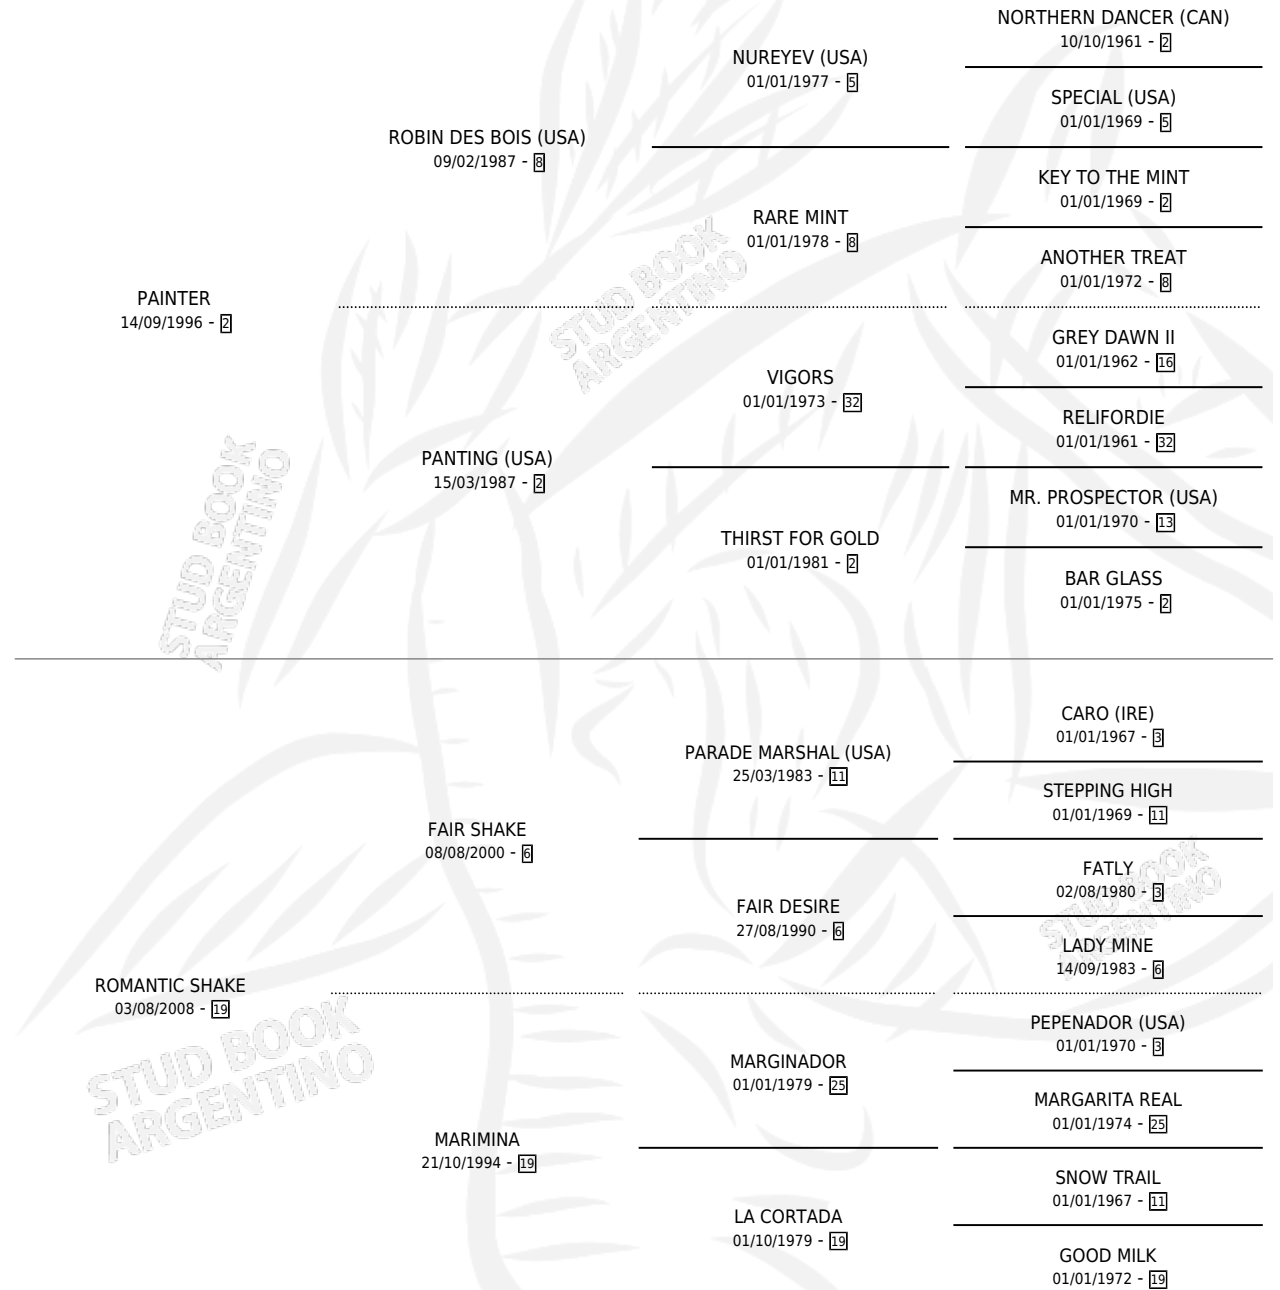 NORTHERN DANCER (CAN)
10/10/1961 - 2
NUREYEV (USA)
01/01/1977 - 5
SPECIAL (USA)
01/01/1969 - 5
ROBIN DES BOIS (USA)
09/02/1987 - 8
KEY TO THE MINT
01/01/1969 - 2
RARE MINT
01/01/1978 - 8
ANOTHER TREAT
01/01/1972 - 8
PAINTER
14/09/1996 - 2
GREY DAWN II
01/01/1962 - 16
VIGORS
01/01/1973 - 32
RELIFORDIE
01/01/1961 - 32
PANTING (USA)
15/03/1987 - 2
MR. PROSPECTOR (USA)
01/01/1970 - 13
THIRST FOR GOLD
01/01/1981 - 2
BAR GLASS
01/01/1975 - 2
CARO (IRE)
01/01/1967 - 3
PARADE MARSHAL (USA)
25/03/1983 - 11
STEPPING HIGH
01/01/1969 - 11
FAIR SHAKE
08/08/2000 - 6
FATLY
02/08/1980 - 3
FAIR DESIRE
27/08/1990 - 6
LADY MINE
14/09/1983 - 6
ROMANTIC SHAKE
03/08/2008 - 19
PEPENADOR (USA)
01/01/1970 - 3
MARGINADOR
01/01/1979 - 25
MARGARITA REAL
01/01/1974 - 25
MARIMINA
21/10/1994 - 19
SNOW TRAIL
01/01/1967 - 11
LA CORTADA
01/10/1979 - 19
GOOD MILK
01/01/1972 - 19
STUD BOOK
ARGENTINO
STUD BOOK
ARGENTINO
STUD BOOK
ARGENTINO
STUD BOOK
ARGENTINO